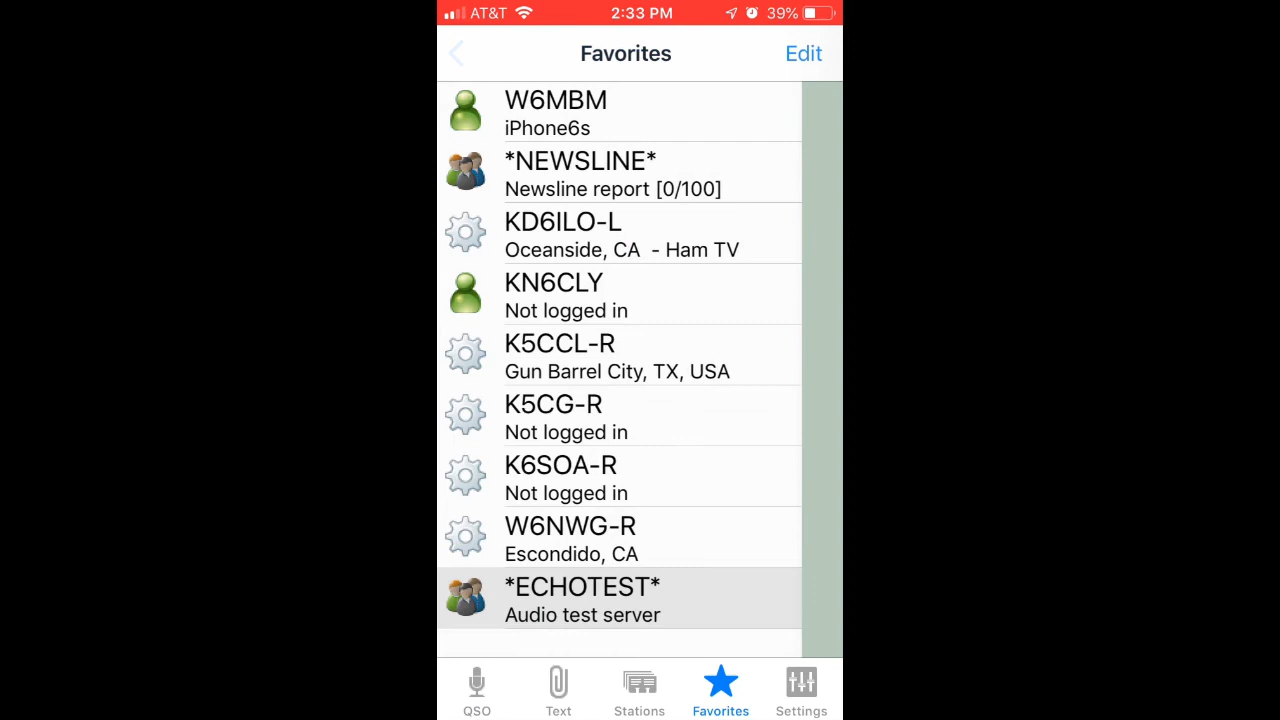 AT&T 2:33 PM 39%
Favorites Edit
W6MBM
iPhone6s
*NEWSLINE*
Newsline report [0/100]
KD6ILO-L
Oceanside, CA  - Ham TV
KN6CLY
Not logged in
K5CCL-R
Gun Barrel City, TX, USA
K5CG-R
Not logged in
K6SOA-R
Not logged in
W6NWG-R
Escondido, CA
*ECHOTEST*
Audio test server
QSO Text Stations Favorites Settings